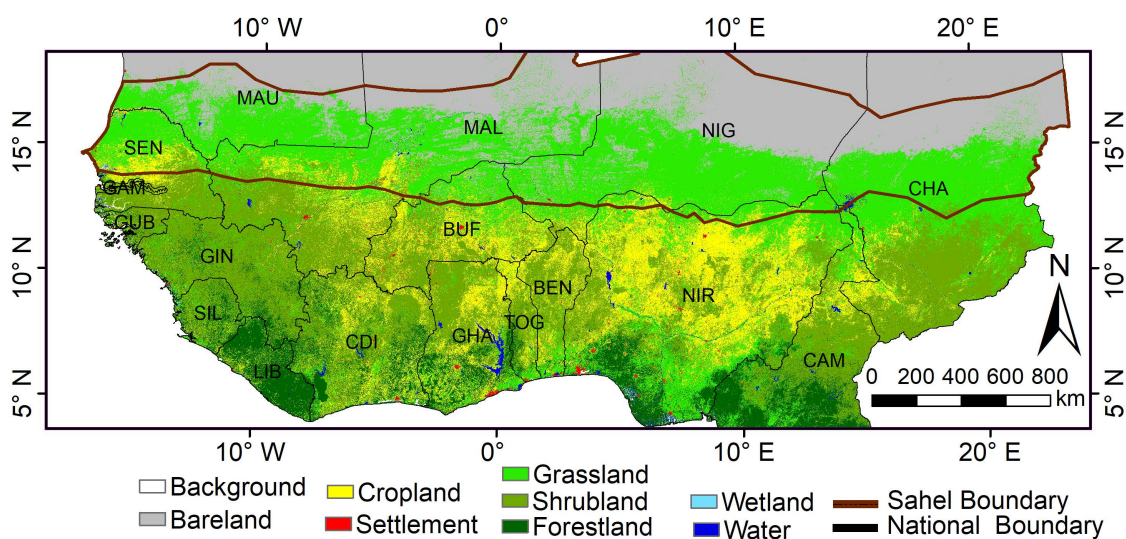 10° W 0° 10° E 20° E
15° N 15° N
10° N 10° N
5° N 5° N
MAU
MAL
NIG
SEN
CHA
GAM
GUB
BUF
GIN
BEN
NIR
SIL
TOG
CDI
GHA
LIB
CAM
N
0 200 400 600 800
km
10° W 0° 10° E 20° E
Background Cropland Grassland Wetland Sahel Boundary
Bareland Settlement Shrubland Water National Boundary
Forestland